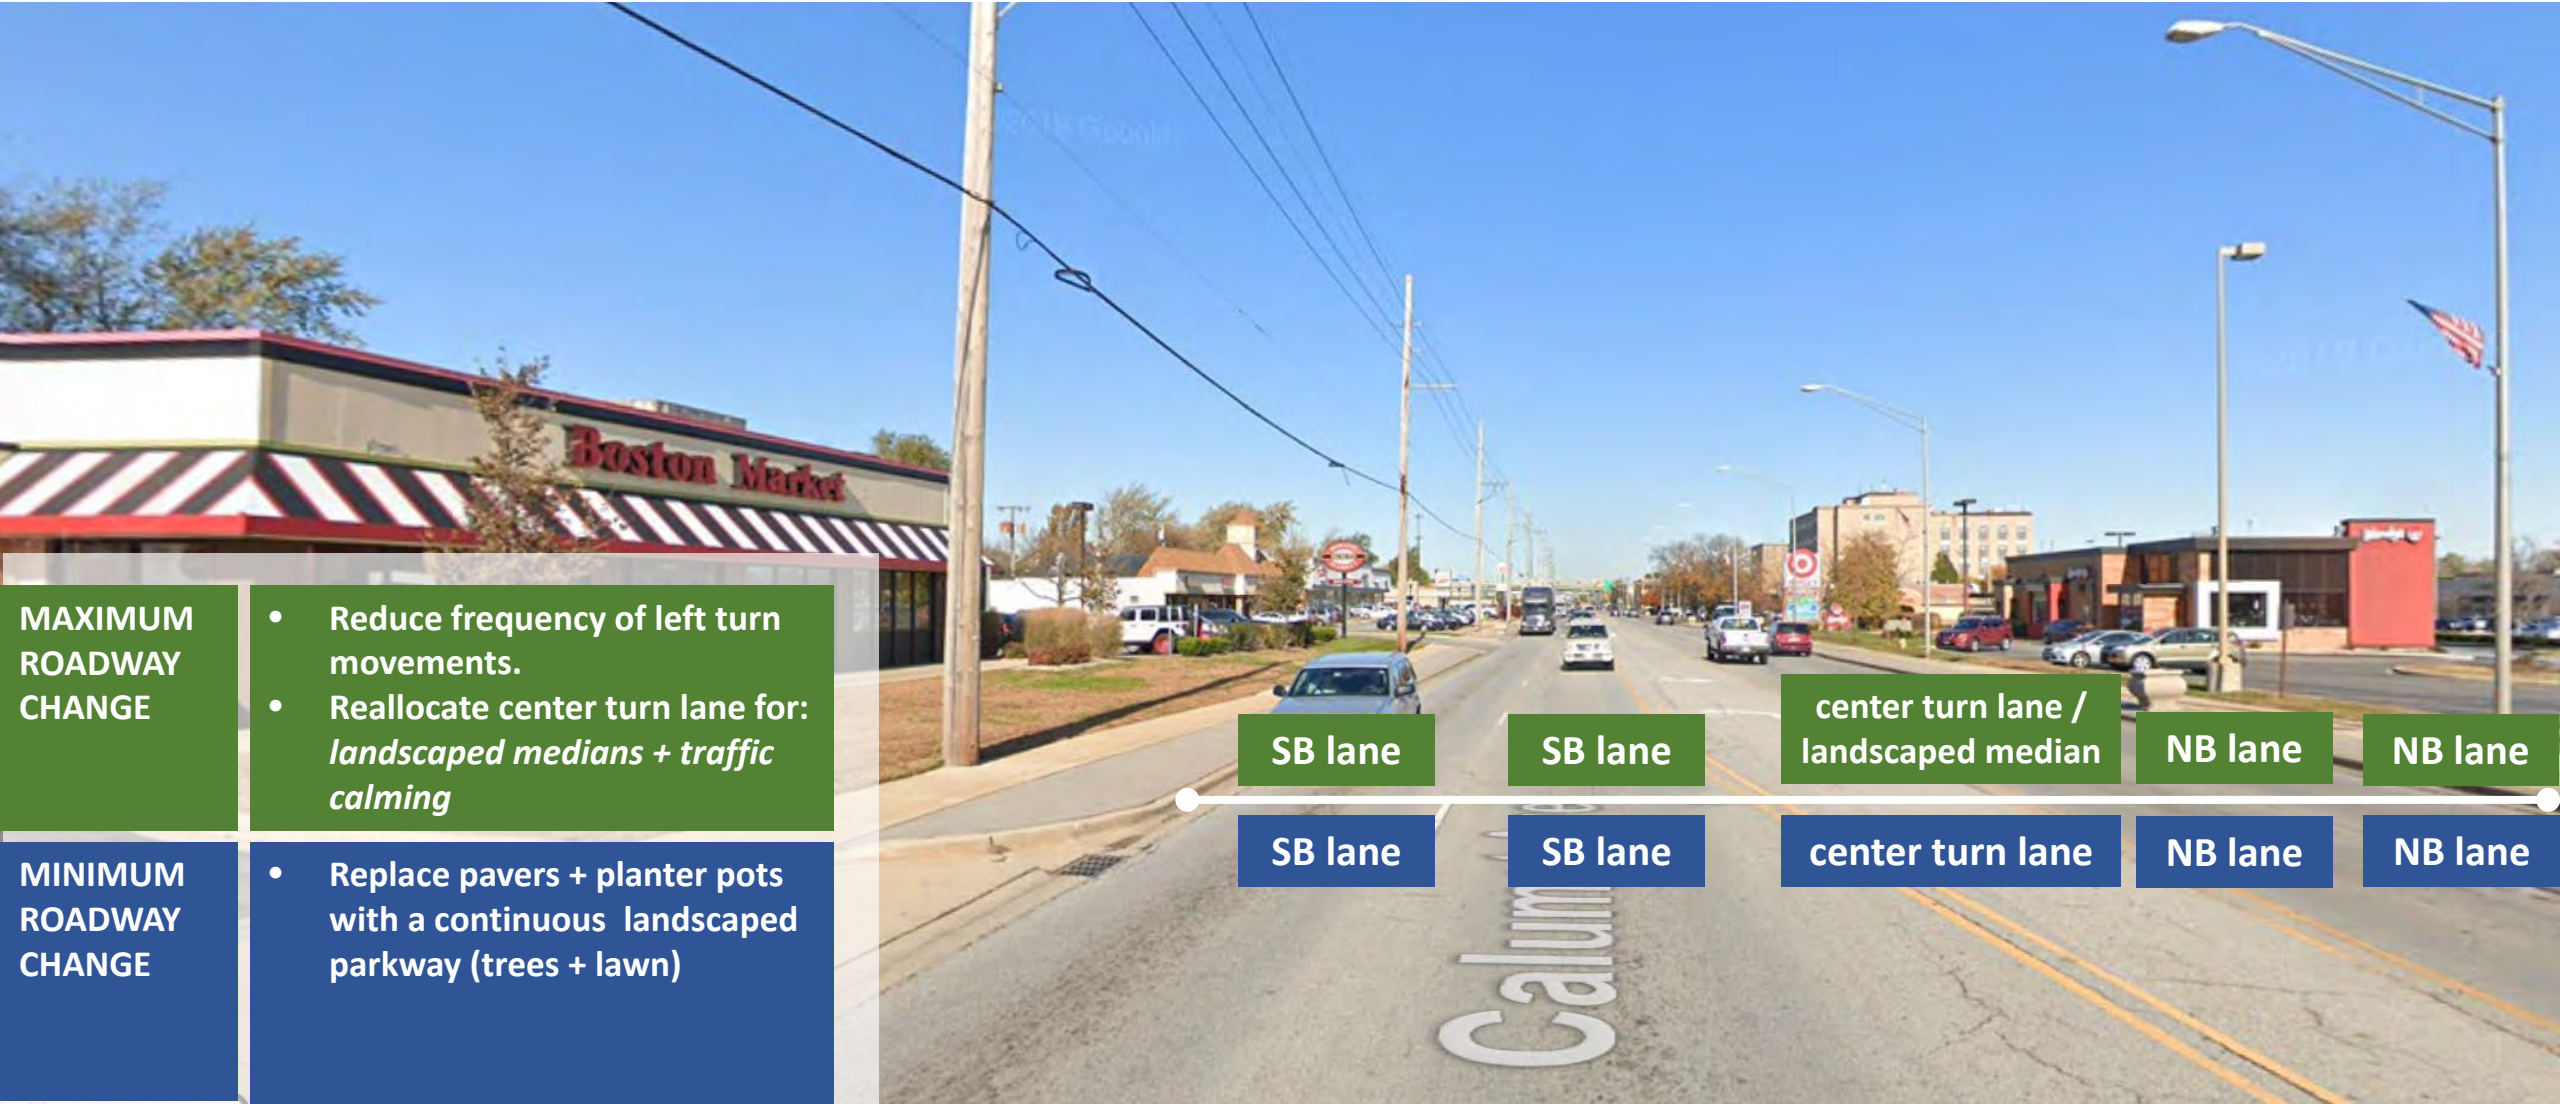 Boston Market
MAXIMUM
ROADWAY
CHANGE
• Reduce frequency of left turn
movements.
• Reallocate center turn lane for:
landscaped medians + traffic
calming
MINIMUM
ROADWAY
CHANGE
• Replace pavers + planter pots
with a continuous landscaped
parkway (trees + lawn)
SB lane
SB lane
center turn lane /
landscaped median
NB lane
NB lane
SB lane
SB lane
center turn lane
NB lane
NB lane